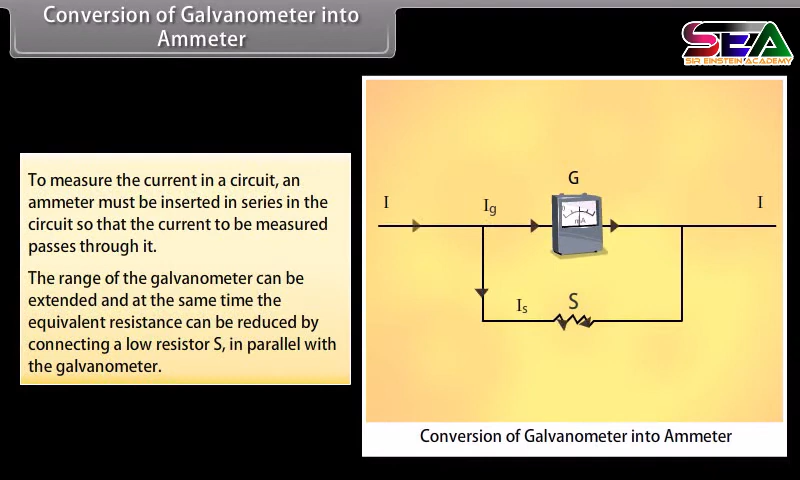 Conversion of Galvanometer into
Ammeter
SEA
SIR EINSTEIN ACADEMY
To measure the current in a circuit, an
ammeter must be inserted in series in the
circuit so that the current to be measured
passes through it.
The range of the galvanometer can be
extended and at the same time the
equivalent resistance can be reduced by
connecting a low resistor S, in parallel with
the galvanometer.
G
I
Ig
I
mA
Is
S
Conversion of Galvanometer into Ammeter